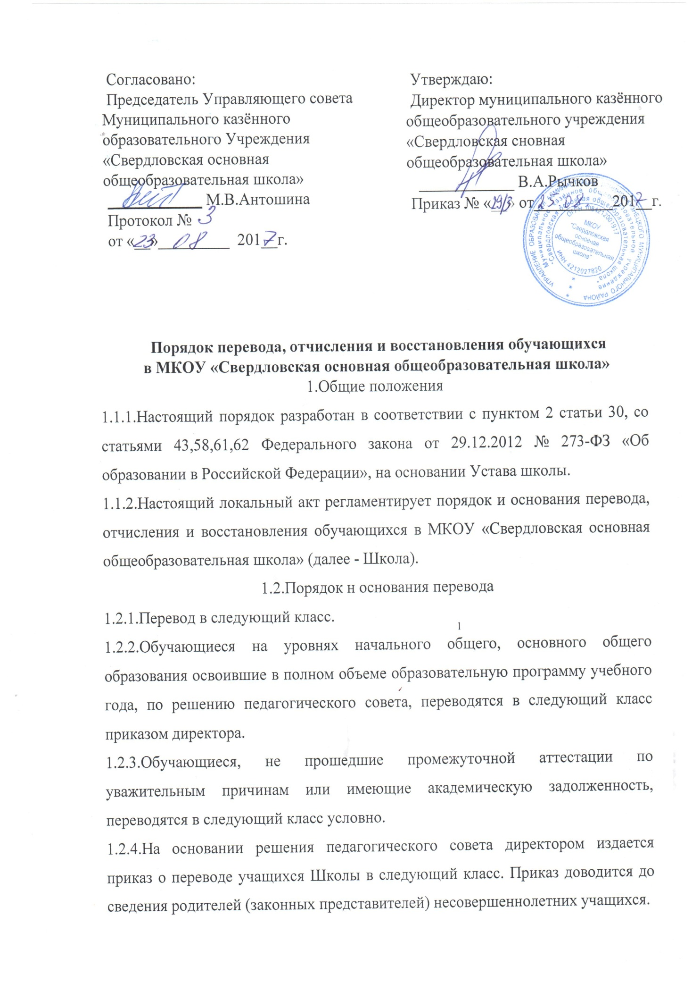 Согласовано:
Председатель Управляющего совета
Муниципального казённого
образовательного Учреждения
«Свердловская основная
общеобразовательная школа»
____________ М.В.Антошина
Протокол № 3
от «23»_08_ 2017 г.
Утверждаю:
Директор муниципального казённого
общеобразовательного учреждения
«Свердловская сновная
общеобразовательная школа»
____________ В.А.Рычков
Приказ № «29/3» от 23 08 2017 г.
УПРАВЛЕНИЕ ОБРАЗОВАНИЯ МУНИЦИПАЛЬНОГО РАЙОНА
Муниципальное казенное общеобразовательное учреждение
"Свердловская основная общеобразовательная школа"
ОГРН 1084212001917
МКОУ
"Свердловская
основная
общеобразовательная
школа"
ИНН 4212027820
Порядок перевода, отчисления и восстановления обучающихся
в МКОУ «Свердловская основная общеобразовательная школа»
1.Общие положения
1.1.1.Настоящий порядок разработан в соответствии с пунктом 2 статьи 30, со
статьями 43,58,61,62 Федерального закона от 29.12.2012 № 273-ФЗ «Об
образовании в Российской Федерации», на основании Устава школы.
1.1.2.Настоящий локальный акт регламентирует порядок и основания перевода,
отчисления и восстановления обучающихся в МКОУ «Свердловская основная
общеобразовательная школа» (далее - Школа).
1.2.Порядок н основания перевода
1.2.1.Перевод в следующий класс.
1
1.2.2.Обучающиеся на уровнях начального общего, основного общего
образования освоившие в полном объеме образовательную программу учебного
года, по решению педагогического совета, переводятся в следующий класс
приказом директора.
1.2.3.Обучающиеся, не прошедшие промежуточной аттестации по
уважительным причинам или имеющие академическую задолженность,
переводятся в следующий класс условно.
1.2.4.На основании решения педагогического совета директором издается
приказ о переводе учащихся Школы в следующий класс. Приказ доводится до
сведения родителей (законных представителей) несовершеннолетних учащихся.